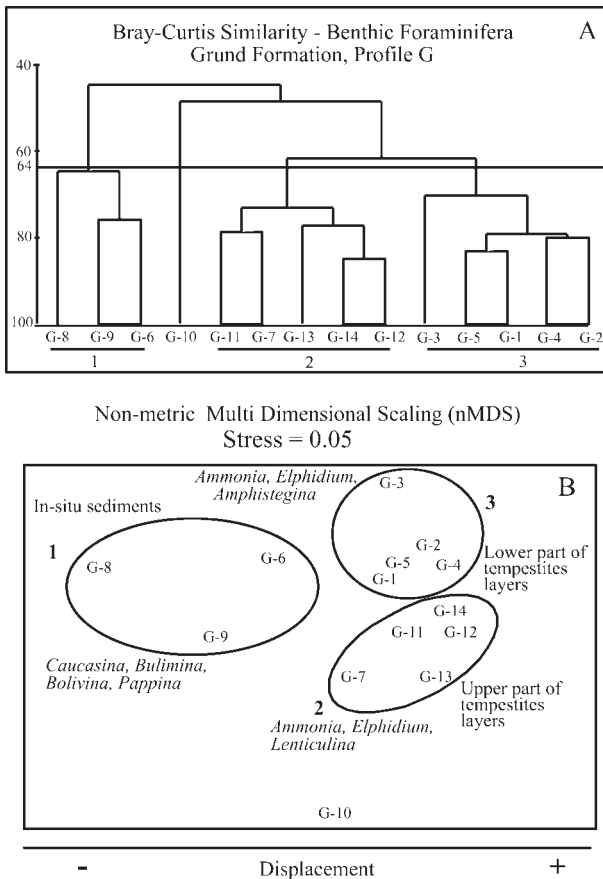 Bray-Curtis Similarity - Benthic Foraminifera
A
Grund Formation, Profile G
40
60
64
80
100
G-8 G-9 G-6 G-10 G-11 G-7 G-13 G-14 G-12 G-3 G-5 G-1 G-4 G-2
1 2 3
Non-metric Multi Dimensional Scaling (nMDS)
Stress = 0.05
B
Ammonia, Elphidium,
Amphistegina
G-3
In-situ sediments
3
1
G-8
G-6
G-9
G-2
G-5
G-4
G-1
Lower part of
tempestites
layers
Caucasina, Bulimina,
Bolivina, Pappina
G-14
G-11 G-12
G-7 G-13
Upper part of
tempestites
layers
2
Ammonia, Elphidium,
Lenticulina
G-10
- Displacement +